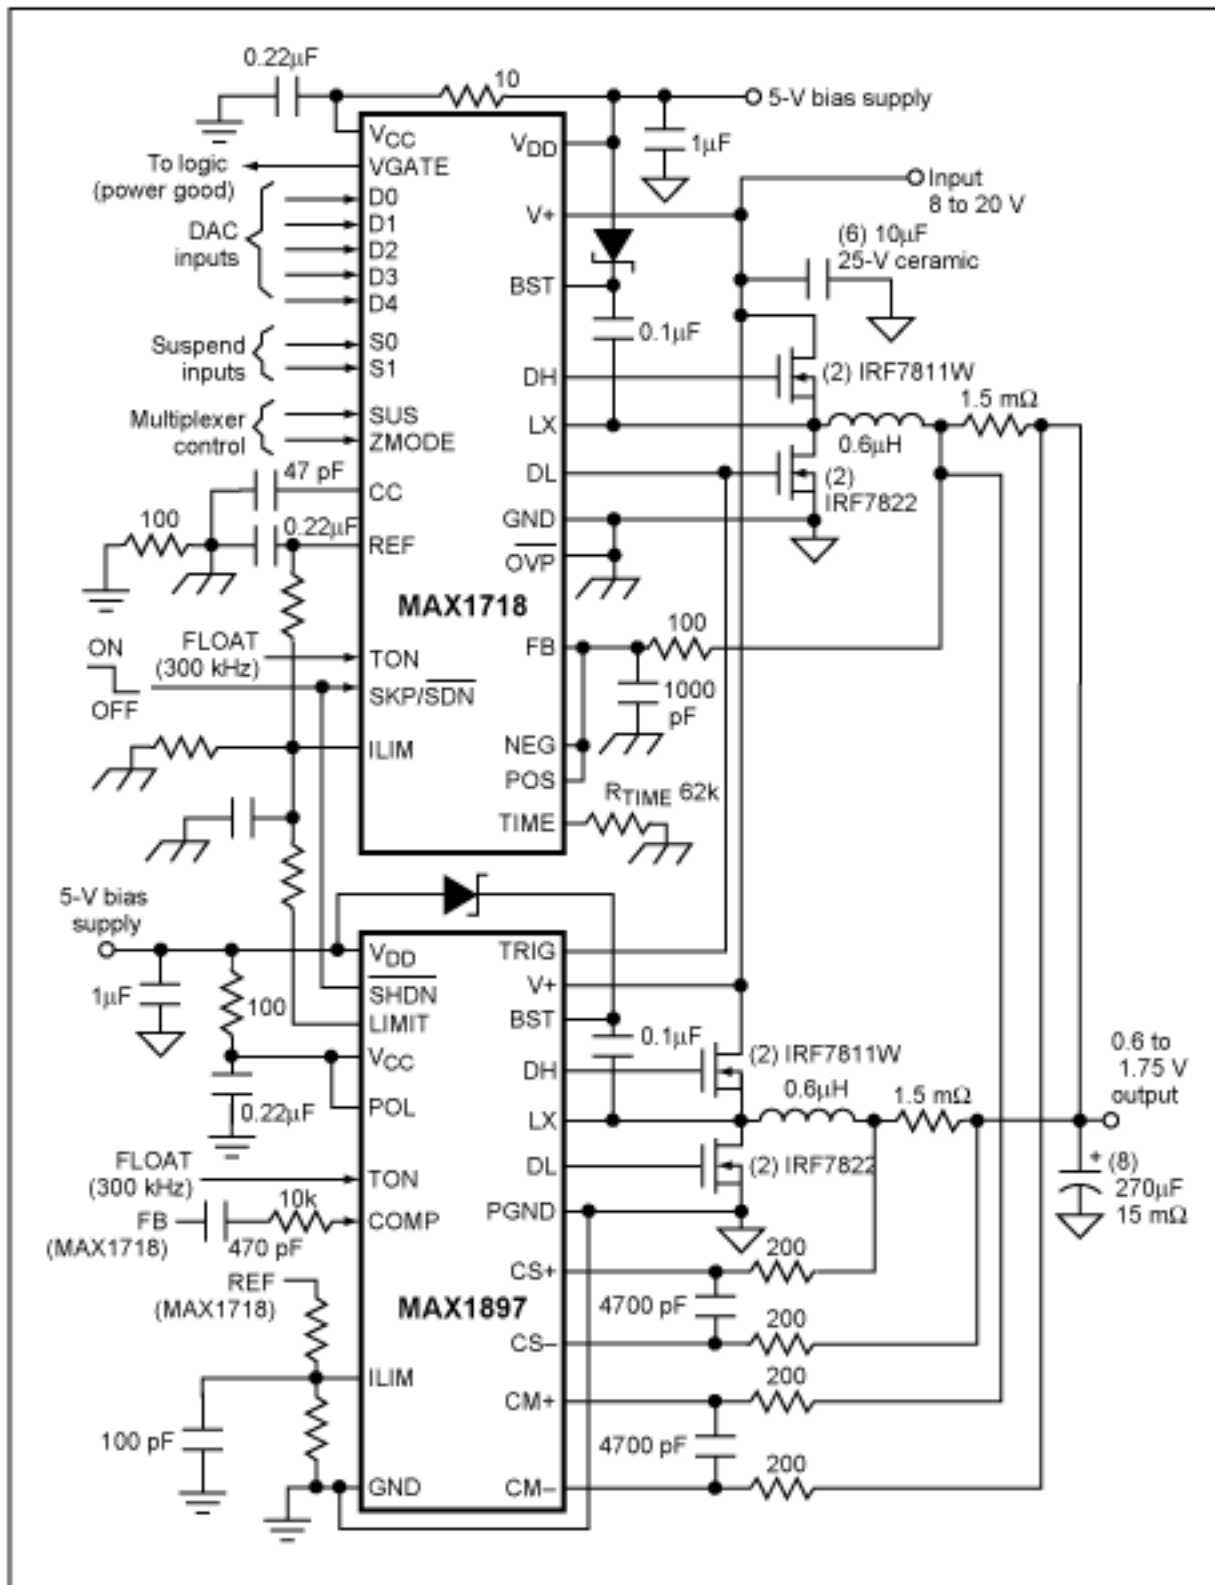 0.22µF
10
5-V bias supply
VCC
VDD
1µF
To logic
(power good)
VGATE
Input
8 to 20 V
D0
D1
D2
D3
D4
DAC
inputs
V+
(6) 10µF
25-V ceramic
BST
0.1µF
Suspend
inputs
S0
S1
DH
(2) IRF7811W
1.5 mΩ
Multiplexer
control
SUS
ZMODE
LX
0.6µH
47 pF
CC
DL
(2)
IRF7822
100
0.22µF
REF
GND
OVP
MAX1718
ON
OFF
FLOAT
(300 kHz)
TON
SKP/SDN
FB
100
1000
pF
ILIM
NEG
POS
TIME
RTIME 62k
5-V bias
supply
VDD
TRIG
1µF
100
SHDN
V+
LIMIT
BST
VCC
0.1µF
(2) IRF7811W
0.6 to
1.75 V
output
DH
0.6µH
1.5 mΩ
0.22µF
POL
LX
FLOAT
(300 kHz)
TON
DL
(2) IRF7822
+ (8)
270µF
15 mΩ
FB
(MAX1718)
470 pF
10k
COMP
PGND
200
CS+
REF
(MAX1718)
MAX1897
4700 pF
200
CS–
ILIM
200
CM+
100 pF
4700 pF
200
GND
CM–